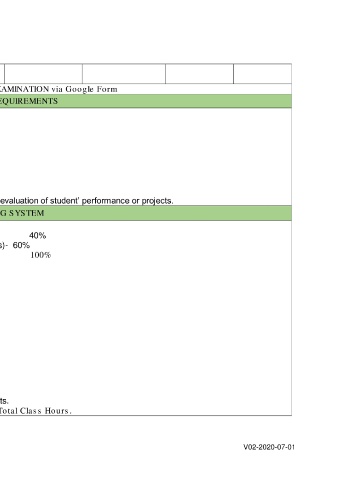 XAMINATION via Google Form
EQUIREMENTS
evaluation of student' performance or projects.
G SYSTEM
40%
s)- 60%
100%
ts.
Total Class Hours.
V02-2020-07-01